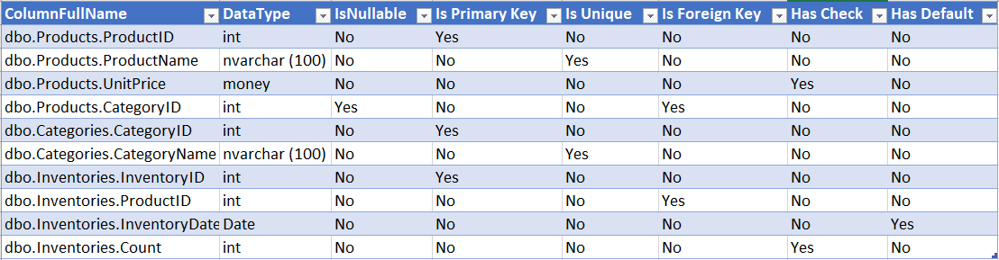 ColumnFullName DataType IsNullable Is Primary Key Is Unique Is Foreign Key Has Check Has Default
dbo.Products.ProductID int No Yes No No No No
dbo.Products.ProductName nvarchar (100) No No Yes No No No
dbo.Products.UnitPrice money No No No No Yes No
dbo.Products.CategoryID int Yes No No Yes No No
dbo.Categories.CategoryID int No Yes No No No No
dbo.Categories.CategoryName nvarchar (100) No No Yes No No No
dbo.Inventories.InventoryID int No Yes No No No No
dbo.Inventories.ProductID int No No No Yes No No
dbo.Inventories.InventoryDate Date No No No No No Yes
dbo.Inventories.Count int No No No No Yes No